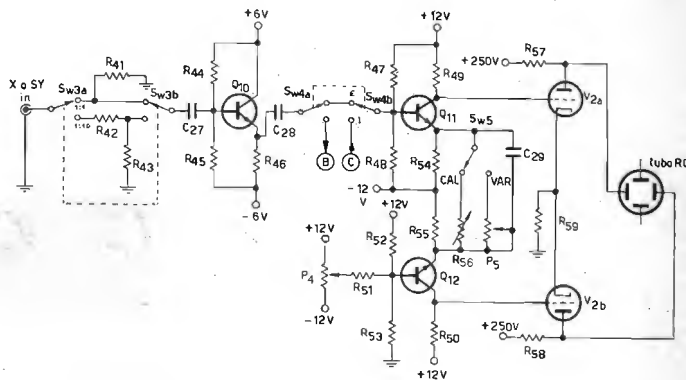 +6V
+12V
R41
R44
R47
R49
+250V
R57
X o SY
in
Sw3a
Sw3b
1:1
Q10
Sw4a
E
Sw4b
Q11
V2a
C27
C28
I
Sw5
1:10
R42
R43
R45
R46
B
C
R48
R54
CAL
VAR
C29
tubo RC
-6V
-12
V
+12V
R55
R59
R52
R56
P5
+12V
P4
R51
Q12
V2b
-12V
R53
R50
+250V
R58
+12V